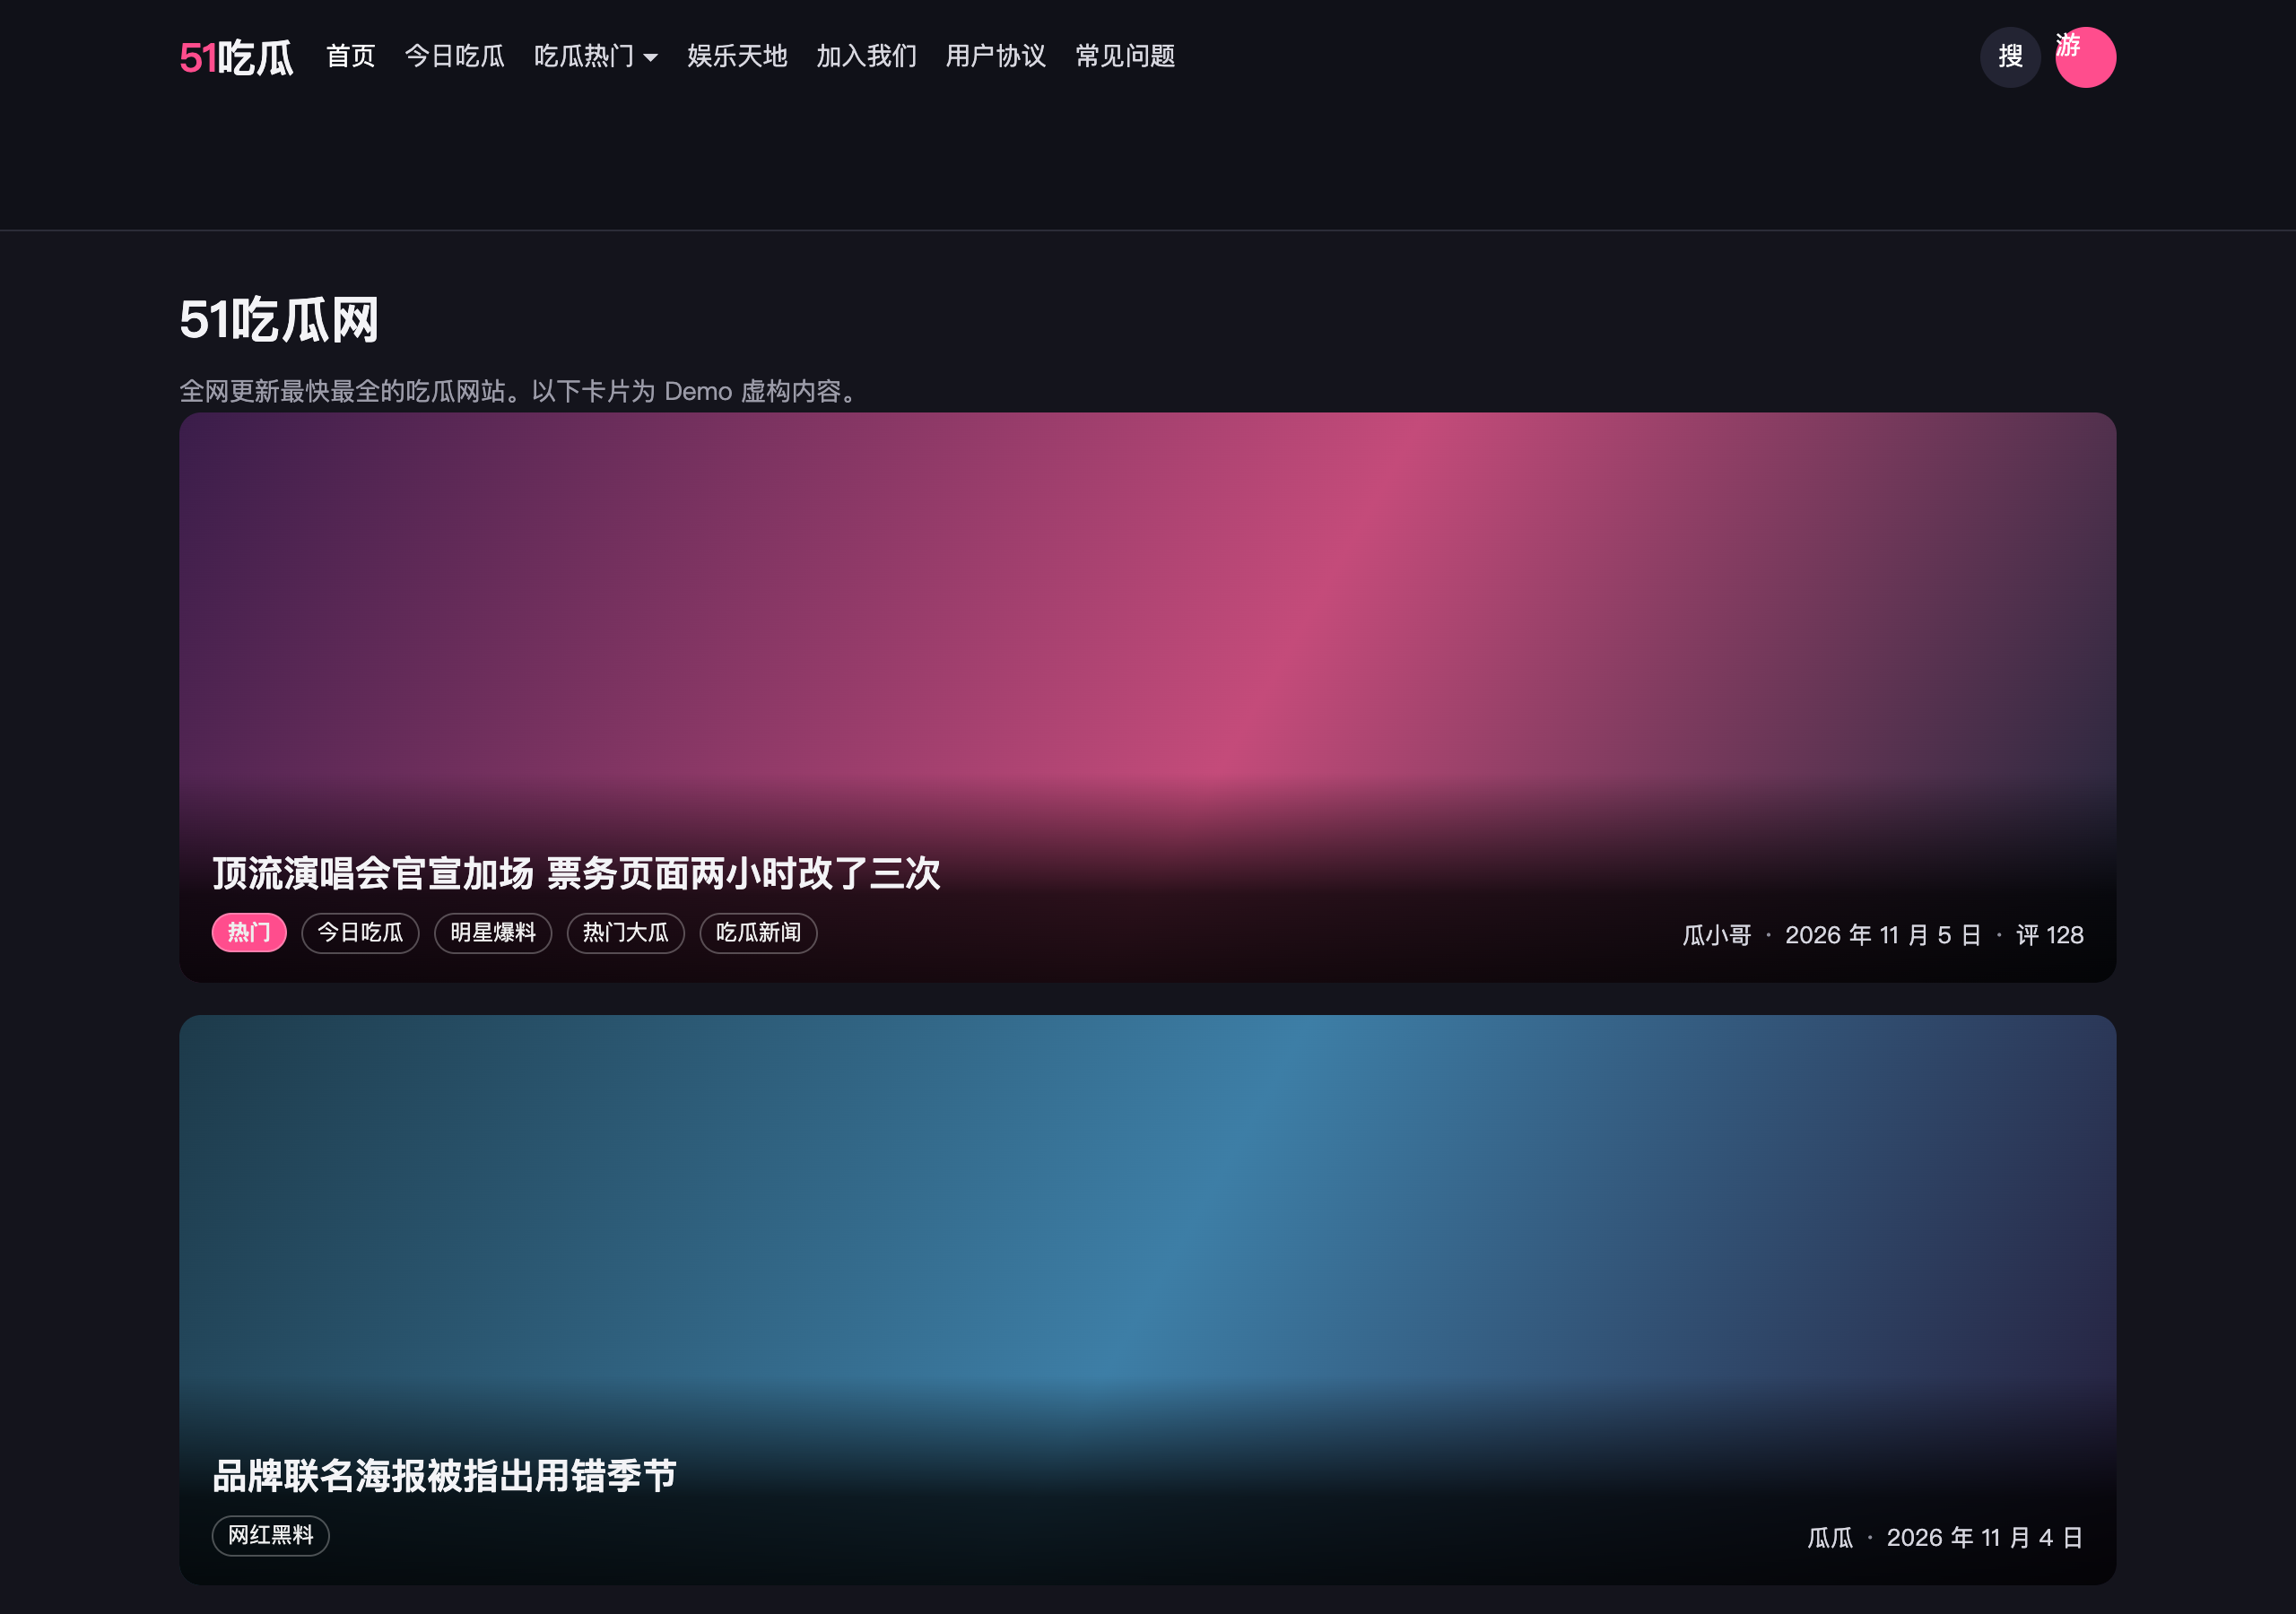 51吃瓜 首页 今日吃瓜 吃瓜热门 娱乐天地 加入我们 用户协议 常见问题 搜 游
51吃瓜网
全网更新最快最全的吃瓜网站。以下卡片为 Demo 虚构内容。
顶流演唱会官宣加场 票务页面两小时改了三次
热门 今日吃瓜 明星爆料 热门大瓜 吃瓜新闻 瓜小哥 · 2026 年 11 月 5 日 · 评 128
品牌联名海报被指出用错季节
网红黑料 瓜瓜 · 2026 年 11 月 4 日